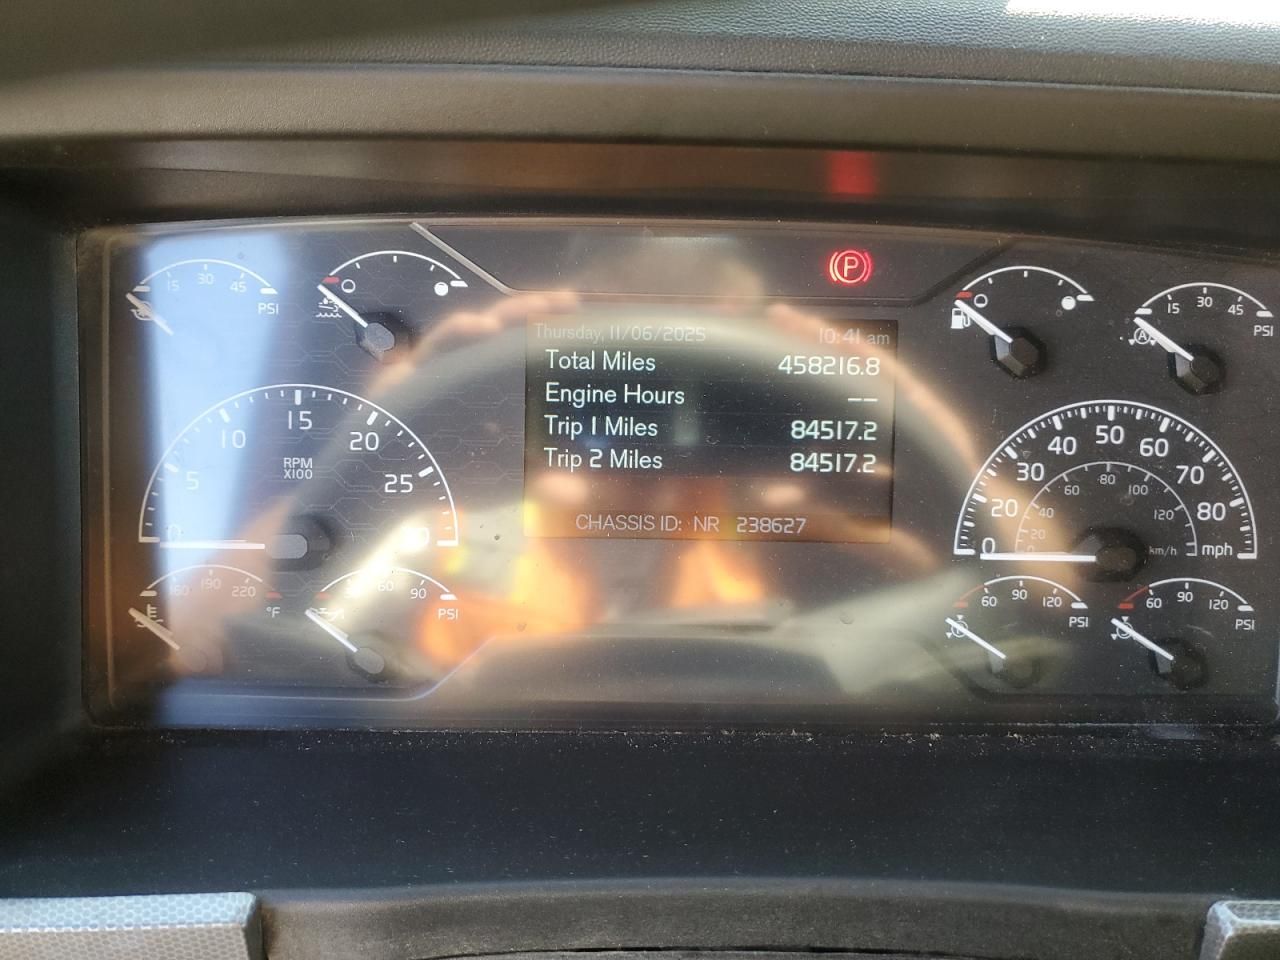 15 30 45 PSI
15 30 45 PSI
P
Thursday, 11/06/2025 10:41 am
Total Miles 458216.8
Engine Hours --
Trip 1 Miles 84517.2
Trip 2 Miles 84517.2
CHASSIS ID: NR 238627
0 5 10 15 20 25
RPM
X100
0 20 30 40 50 60 70 80 mph
20 40 60 80 100 120 km/h
160 190 220 °F
60 90 PSI
60 90 120 PSI
60 90 120 PSI
A